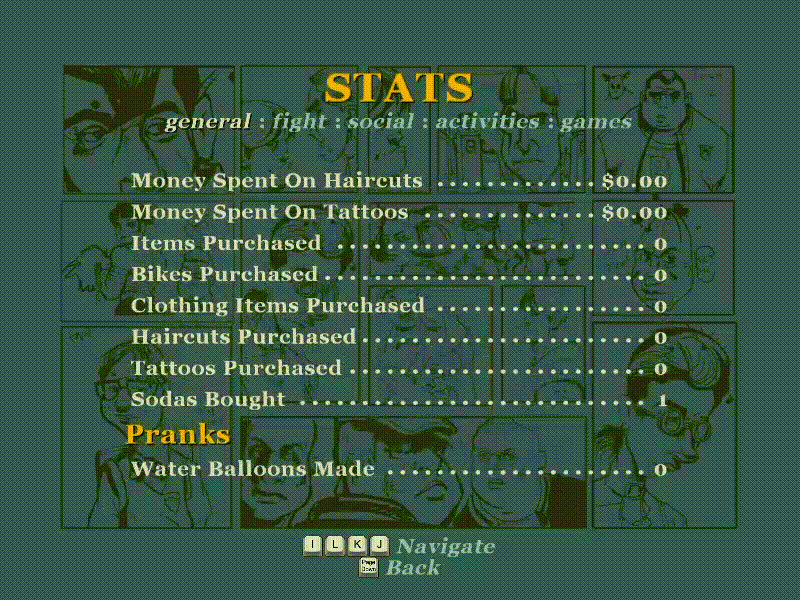 STATS
general : fight : social : activities : games
Money Spent On Haircuts ............. $0.00
Money Spent On Tattoos .............. $0.00
Items Purchased ......................... 0
Bikes Purchased .......................... 0
Clothing Items Purchased ................. 0
Haircuts Purchased ....................... 0
Tattoos Purchased ........................ 0
Sodas Bought ............................ 1
Pranks
Water Balloons Made ..................... 0
I L K J Navigate
Page Down Back